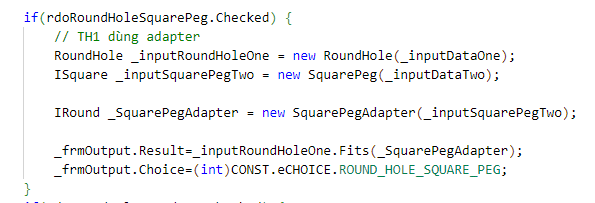 if(rdoRoundHoleSquarePeg.Checked) {
// TH1 dùng adapter
RoundHole _inputRoundHoleOne = new RoundHole(_inputDataOne);
ISquare _inputSquarePegTwo = new SquarePeg(_inputDataTwo);
IRound _SquarePegAdapter = new SquarePegAdapter(_inputSquarePegTwo);
_frmOutput.Result=_inputRoundHoleOne.Fits(_SquarePegAdapter);
_frmOutput.Choice=(int)CONST.eCHOICE.ROUND_HOLE_SQUARE_PEG;
}